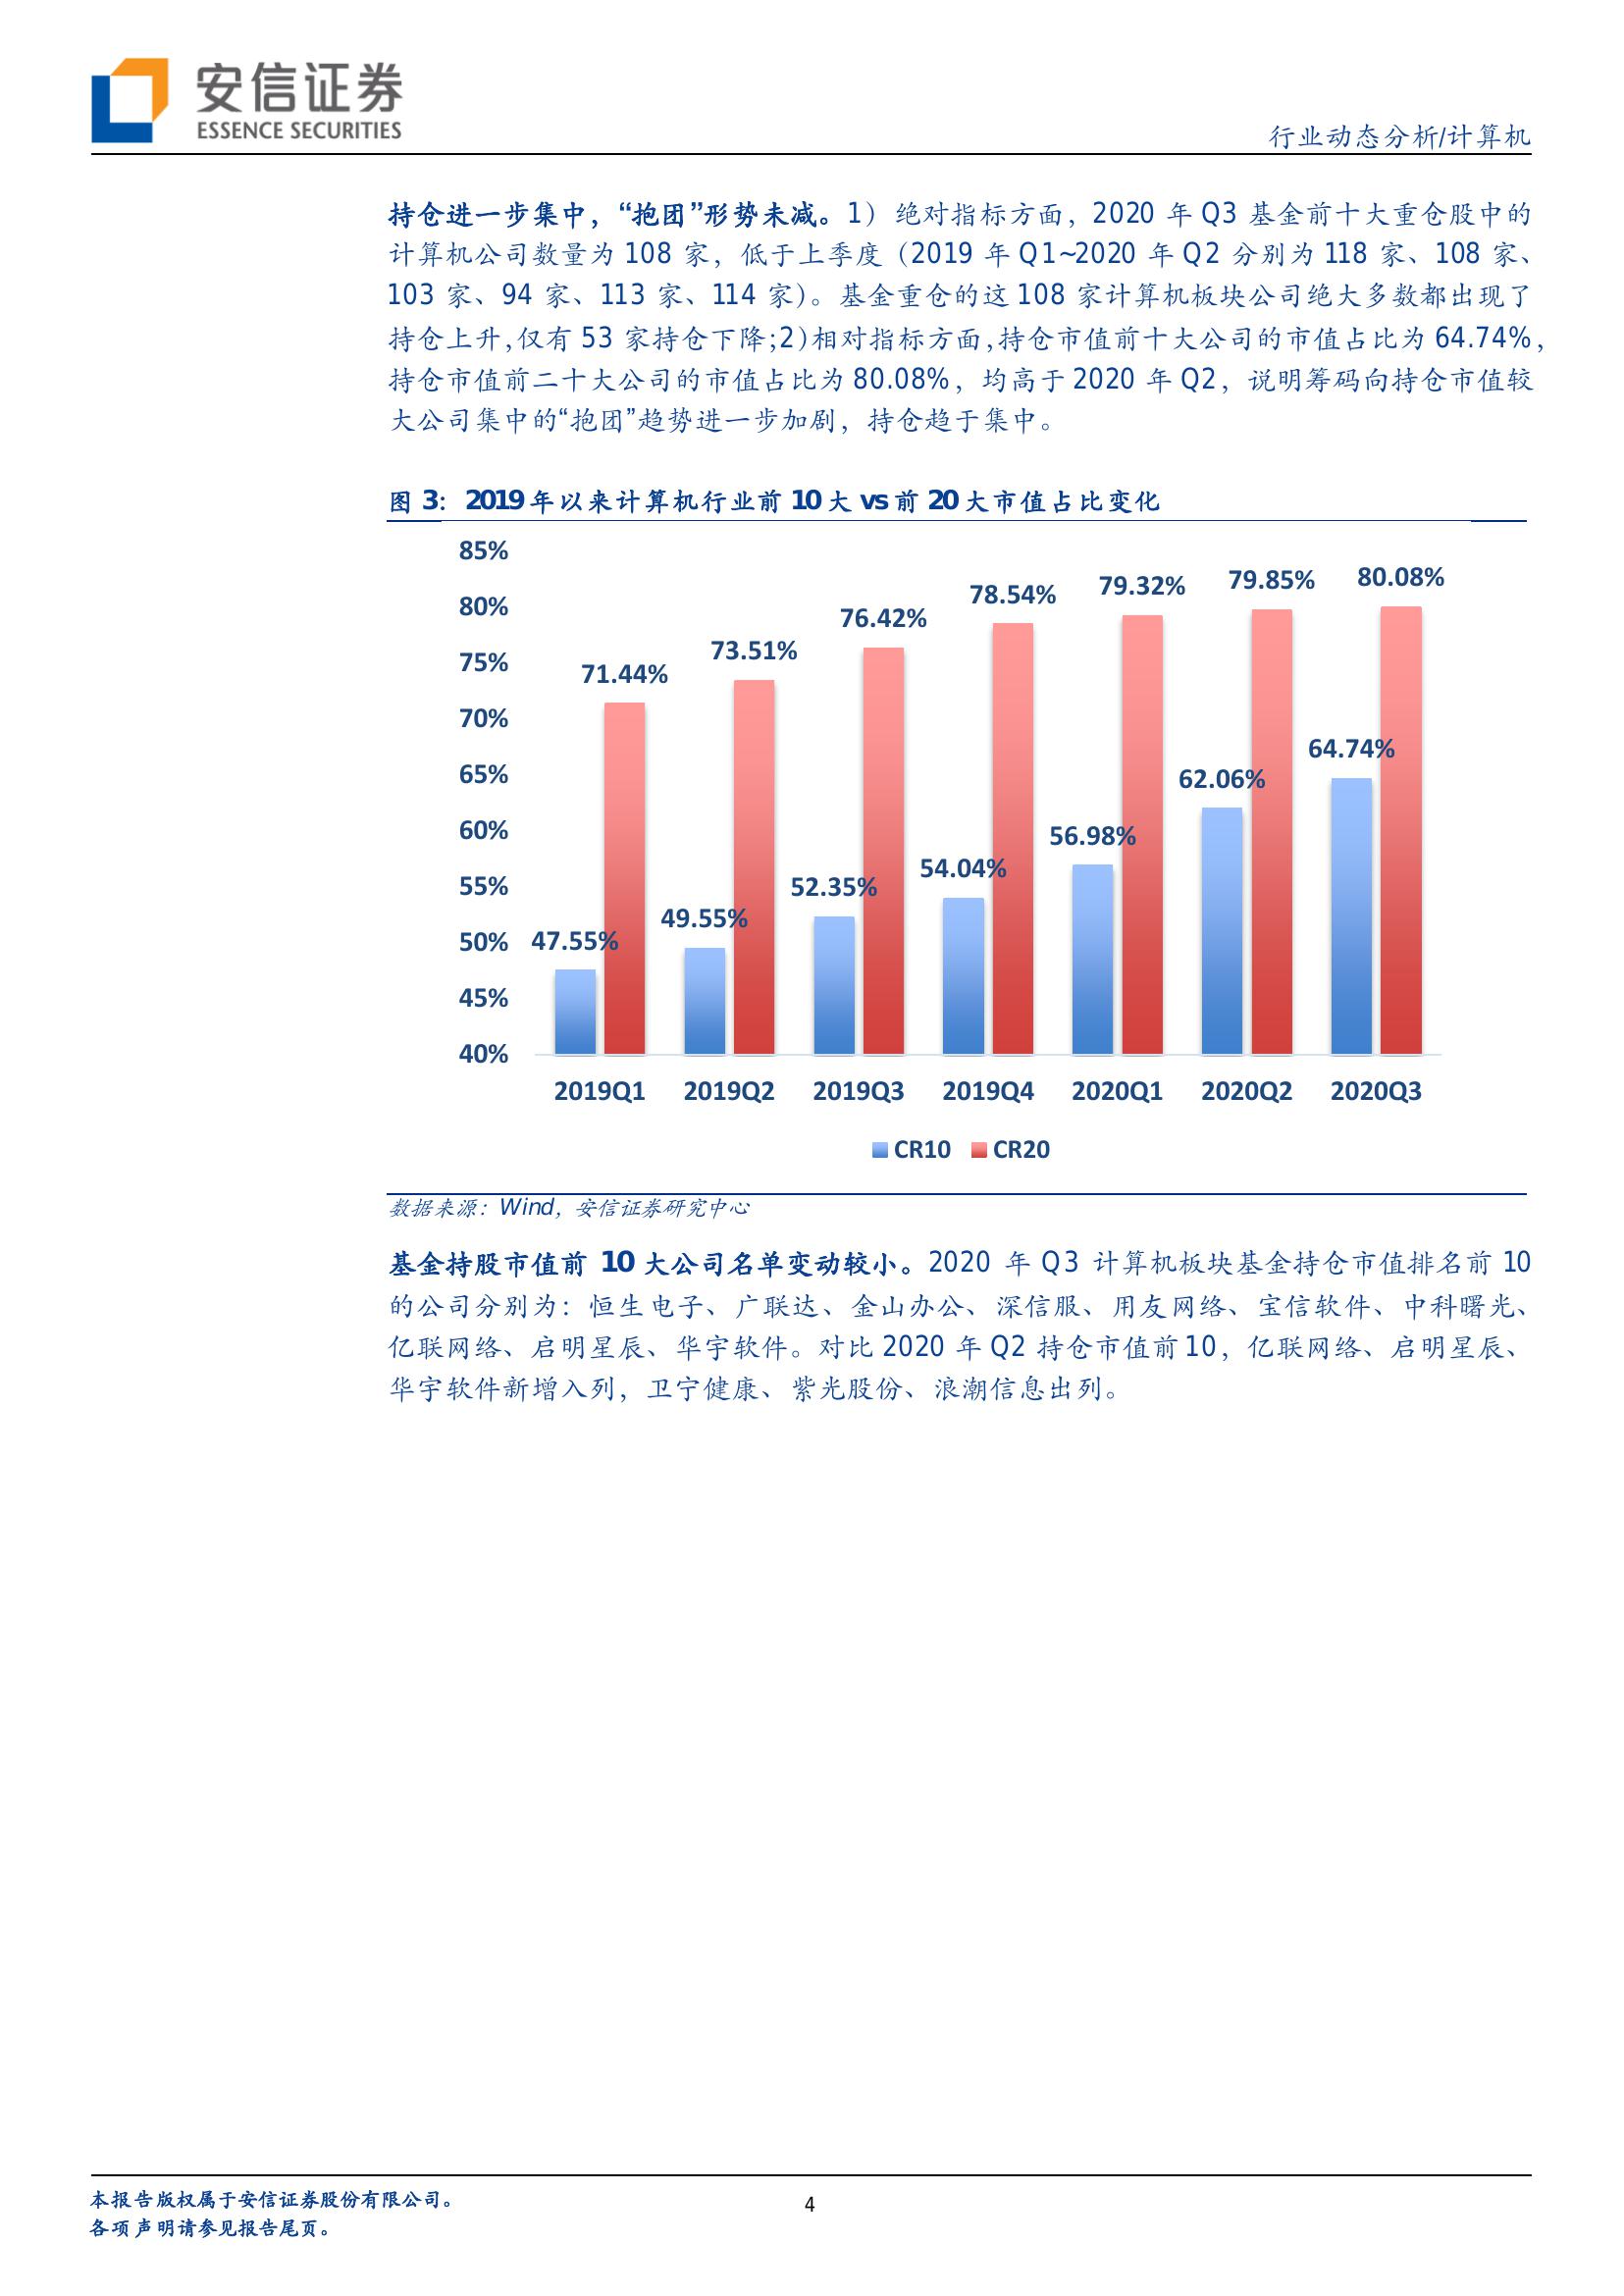 安信证券
ESSENCE SECURITIES
行业动态分析/计算机
持仓进一步集中，“抱团”形势未减。1）绝对指标方面，2020 年 Q3 基金前十大重仓股中的
计算机公司数量为 108 家，低于上季度（2019 年 Q1~2020 年 Q2 分别为 118 家、108 家、
103 家、94 家、113 家、114 家）。基金重仓的这 108 家计算机板块公司绝大多数都出现了
持仓上升,仅有 53 家持仓下降;2)相对指标方面,持仓市值前十大公司的市值占比为 64.74%,
持仓市值前二十大公司的市值占比为 80.08%，均高于 2020 年 Q2，说明筹码向持仓市值较
大公司集中的“抱团”趋势进一步加剧，持仓趋于集中。
图 3：2019 年以来计算机行业前 10 大 vs 前 20 大市值占比变化
85%
80%
75%
70%
65%
60%
55%
50%
45%
40%
47.55%
71.44%
49.55%
73.51%
52.35%
76.42%
54.04%
78.54%
56.98%
79.32%
62.06%
79.85%
64.74%
80.08%
2019Q1 2019Q2 2019Q3 2019Q4 2020Q1 2020Q2 2020Q3
CR10 CR20
数据来源：Wind，安信证券研究中心
基金持股市值前 10 大公司名单变动较小。2020 年 Q3 计算机板块基金持仓市值排名前 10
的公司分别为：恒生电子、广联达、金山办公、深信服、用友网络、宝信软件、中科曙光、
亿联网络、启明星辰、华宇软件。对比 2020 年 Q2 持仓市值前 10，亿联网络、启明星辰、
华宇软件新增入列，卫宁健康、紫光股份、浪潮信息出列。
本报告版权属于安信证券股份有限公司。
各项声明请参见报告尾页。
4